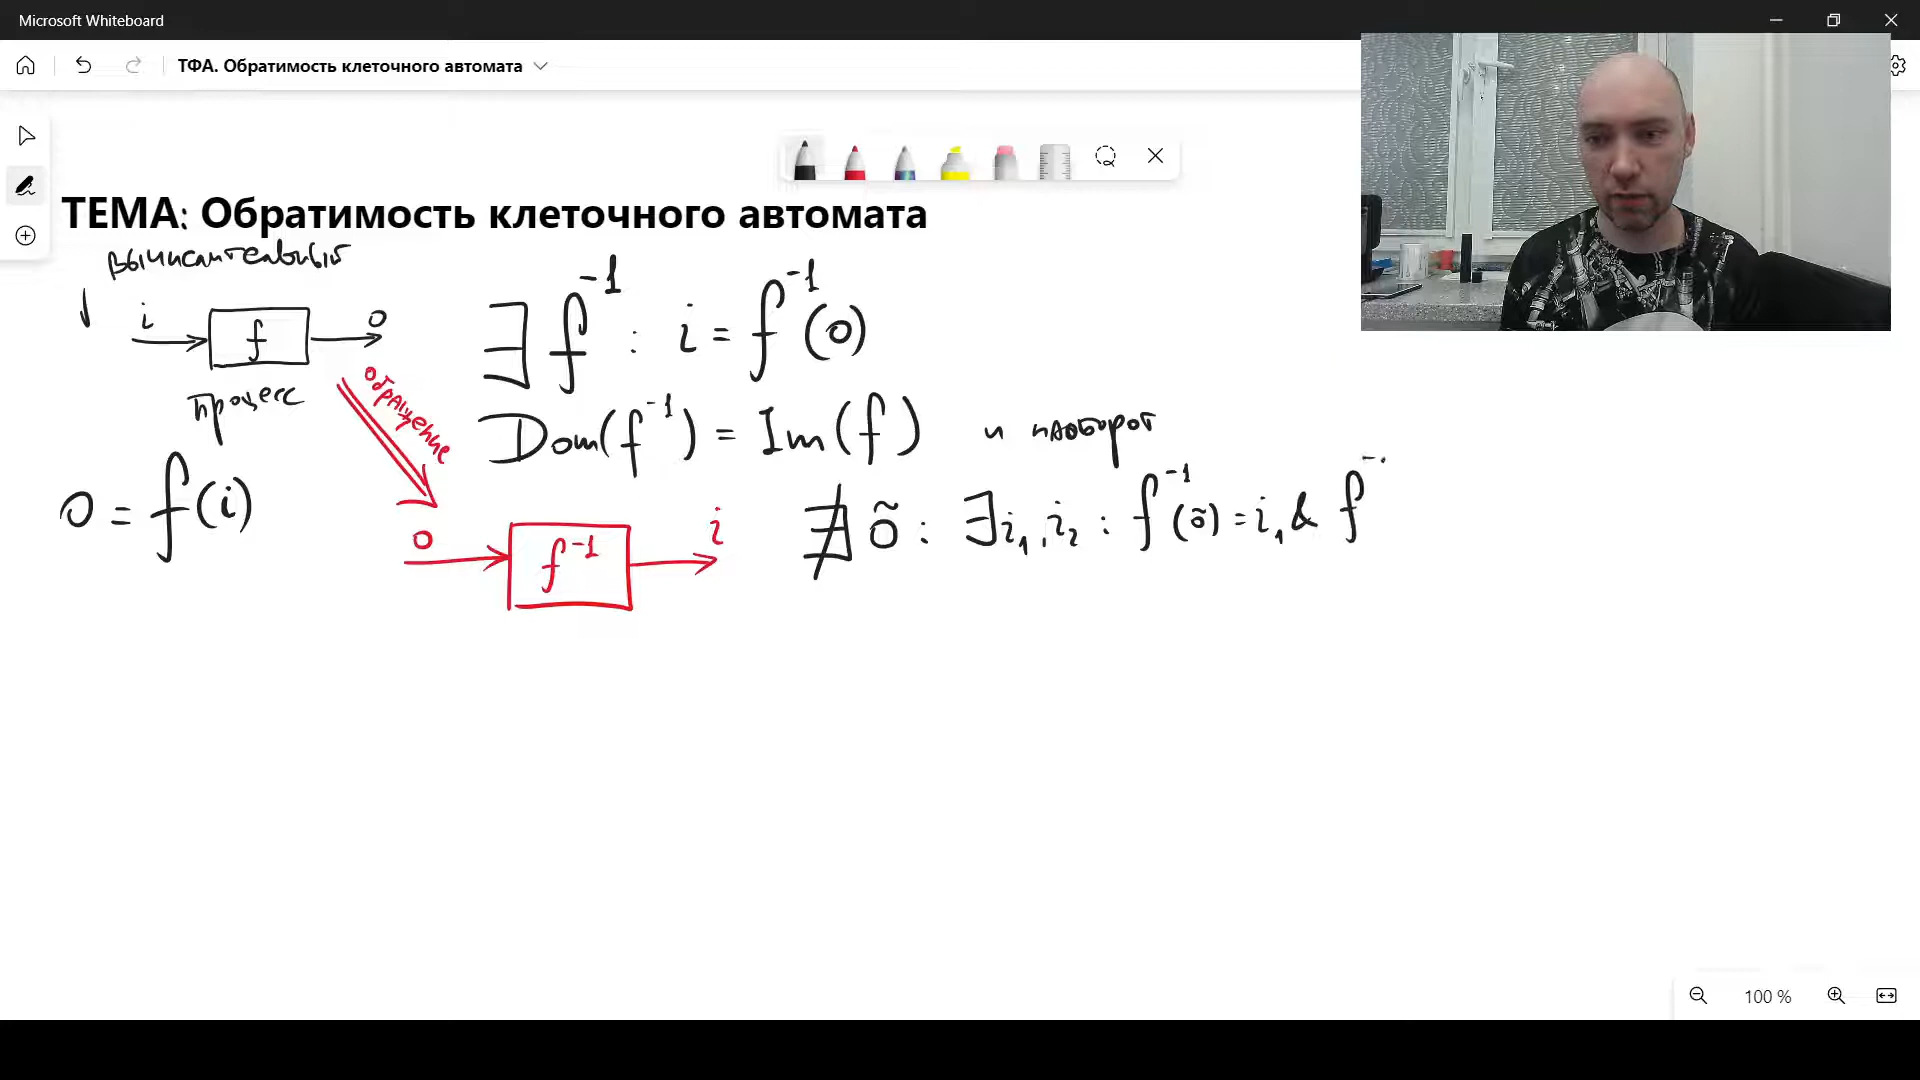 Microsoft Whiteboard
ТФА. Обратимость клеточного автомата
ТЕМА: Обратимость клеточного автомата
вычислительный
i f o
процесс
o = f(i)
обращение
o f⁻¹ i
∃ f⁻¹ : i = f⁻¹(o)
Dom(f⁻¹) = Im(f) и наоборот
∄ õ : ∃i₁, i₂ : f⁻¹(õ) = i₁ & f⁻
100 %